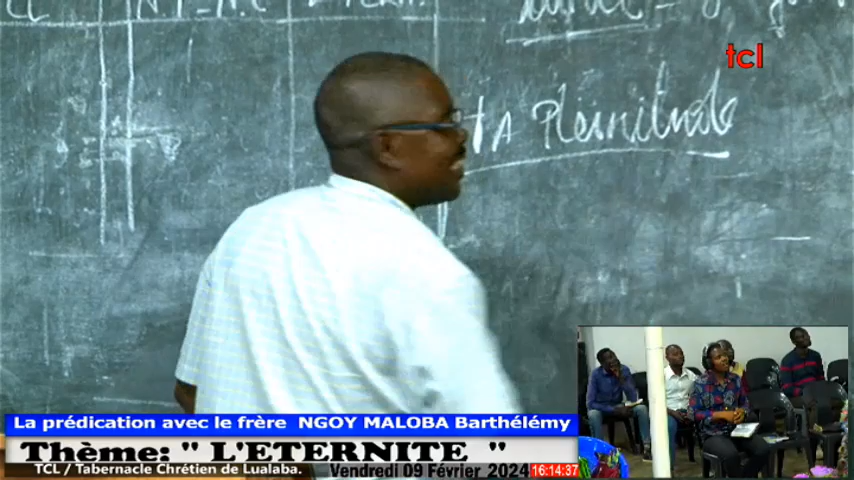 tcl
LA Plénitude
La prédication avec le frère NGOY MALOBA Barthélémy
Thème: " L'ETERNITE "
TCL / Tabernacle Chrétien de Lualaba.
Vendredi 09 Février 2024 16:14:37